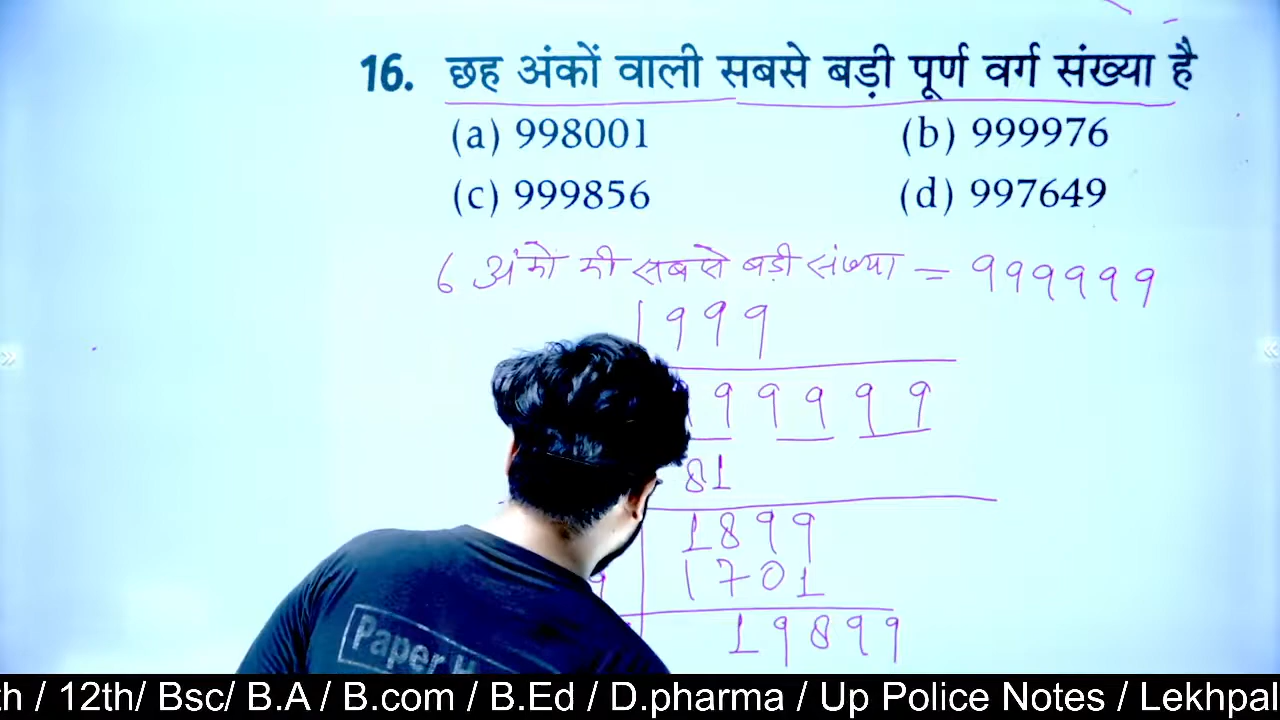 16. छह अंकों वाली सबसे बड़ी पूर्ण वर्ग संख्या है
(a) 998001 (b) 999976
(c) 999856 (d) 997649
6 अंको की सबसे बड़ी संख्या = 999999
999
99999
81
1899
9 1701
19899
Paper H
th / 12th/ Bsc/ B.A / B.com / B.Ed / D.pharma / Up Police Notes / Lekhpal